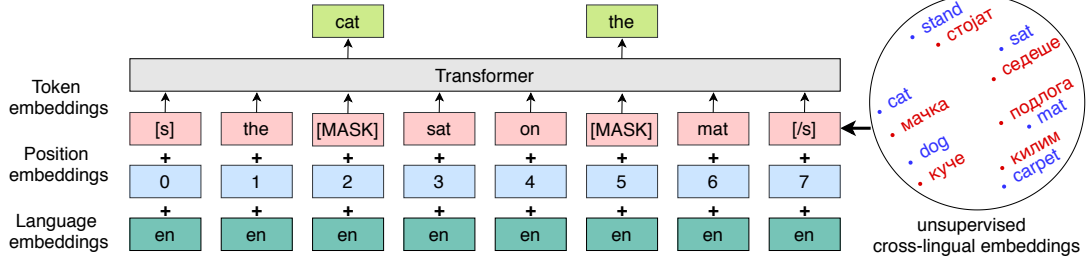 cat the
Transformer
Token embeddings
[s] the [MASK] sat on [MASK] mat [/s]
+ + + + + + + +
Position embeddings
0 1 2 3 4 5 6 7
+ + + + + + + +
Language embeddings
en en en en en en en en
stand
стојат
sat
седеше
cat
мачка
подлога
mat
dog
куче
килим
carpet
unsupervised
cross-lingual embeddings